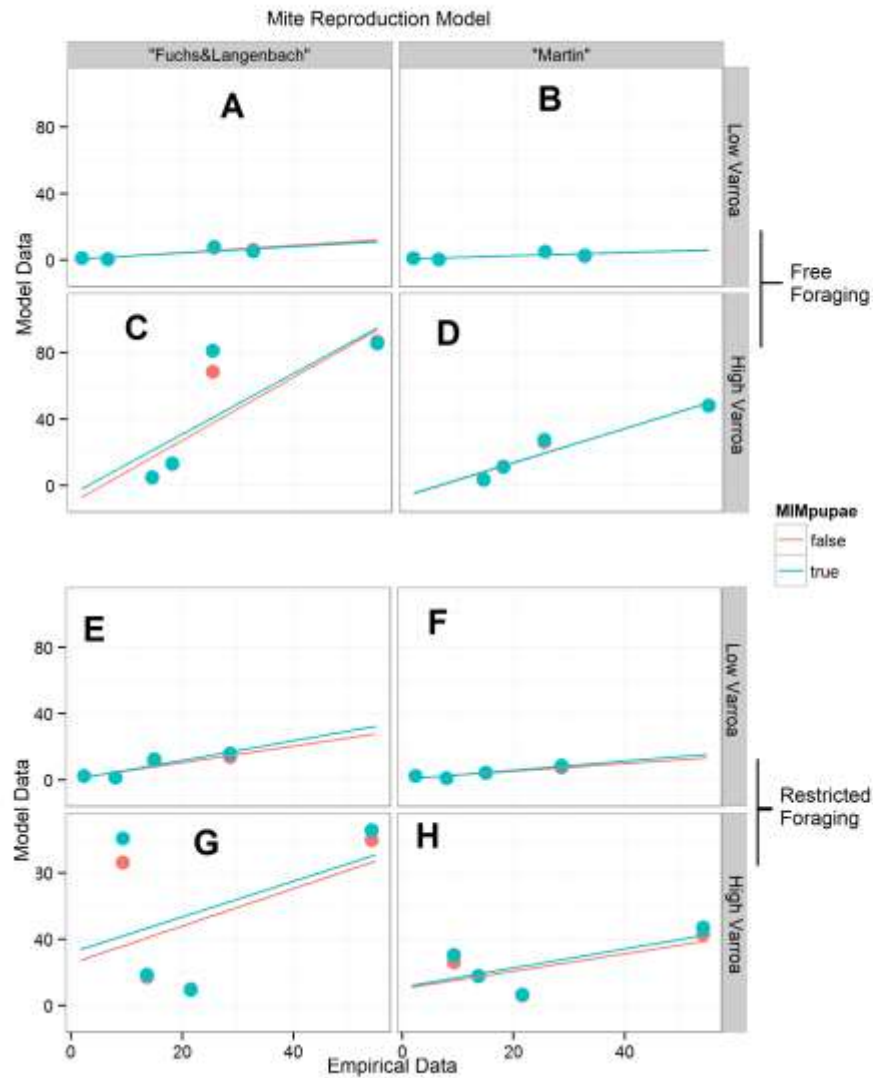 Mite Reproduction Model
"Fuchs&Langenbach"
"Martin"
A
B
80
40
0
Low Varroa
C
D
80
40
0
High Varroa
Model Data
Free
Foraging
MIMpupae
false
true
E
F
80
40
0
Low Varroa
G
H
30
40
0
High Varroa
Model Data
Restricted
Foraging
0
20
40
0
20
40
Empirical Data